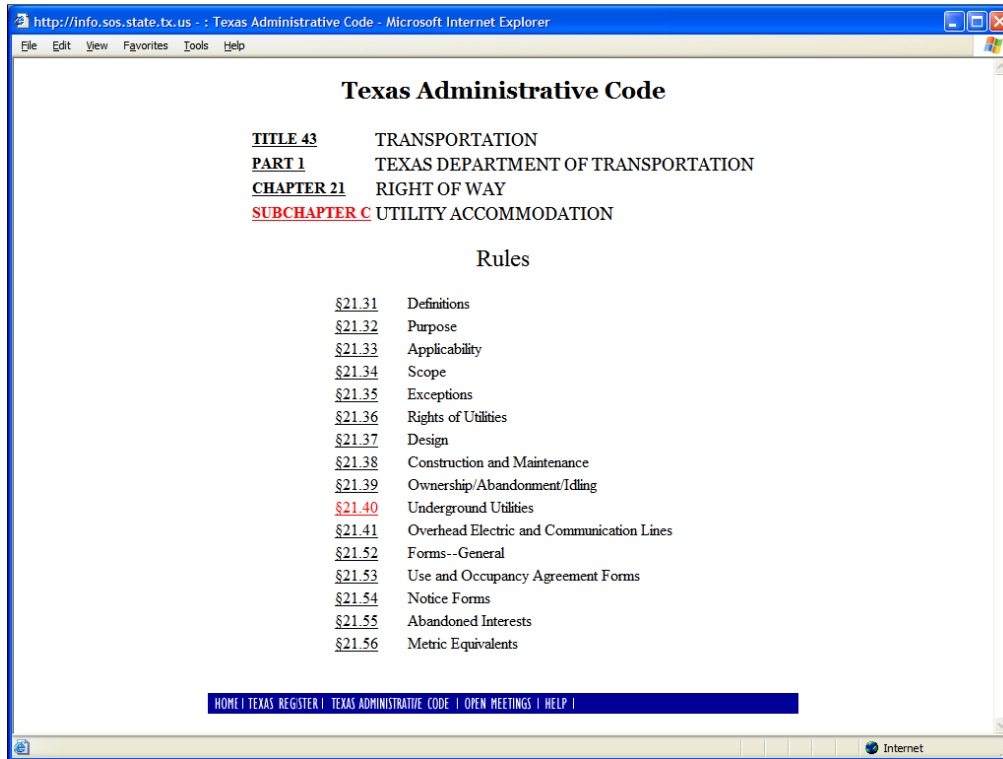 http://info.sos.state.tx.us - : Texas Administrative Code - Microsoft Internet Explorer
File Edit View Favorites Tools Help
Texas Administrative Code
TITLE 43 TRANSPORTATION
PART 1 TEXAS DEPARTMENT OF TRANSPORTATION
CHAPTER 21 RIGHT OF WAY
SUBCHAPTER C UTILITY ACCOMMODATION
Rules
§21.31 Definitions
§21.32 Purpose
§21.33 Applicability
§21.34 Scope
§21.35 Exceptions
§21.36 Rights of Utilities
§21.37 Design
§21.38 Construction and Maintenance
§21.39 Ownership/Abandonment/Idling
§21.40 Underground Utilities
§21.41 Overhead Electric and Communication Lines
§21.52 Forms--General
§21.53 Use and Occupancy Agreement Forms
§21.54 Notice Forms
§21.55 Abandoned Interests
§21.56 Metric Equivalents
HOME | TEXAS REGISTER | TEXAS ADMINISTRATIVE CODE | OPEN MEETINGS | HELP |
Internet